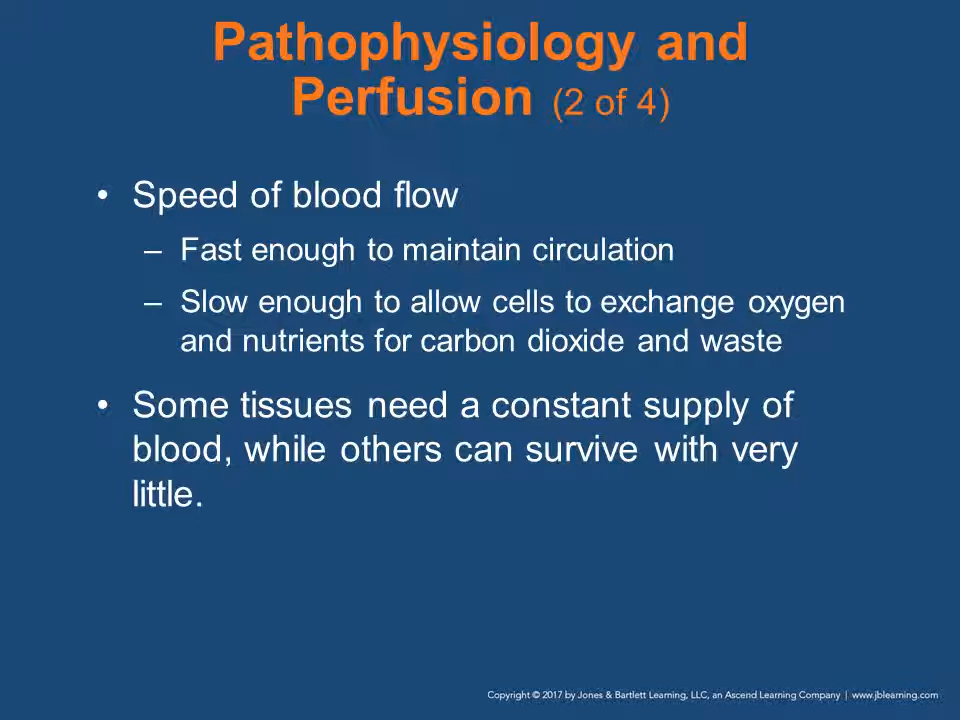 Pathophysiology and
Perfusion (2 of 4)
• Speed of blood flow
– Fast enough to maintain circulation
– Slow enough to allow cells to exchange oxygen
and nutrients for carbon dioxide and waste
• Some tissues need a constant supply of
blood, while others can survive with very
little.
Copyright © 2017 by Jones & Bartlett Learning, LLC, an Ascend Learning Company | www.jblearning.com